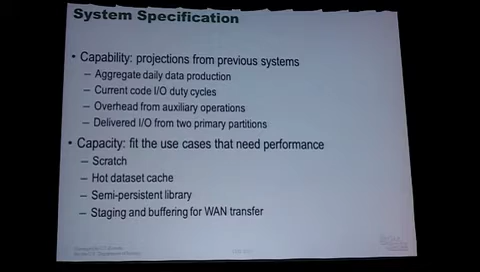 System Specification
• Capability: projections from previous systems
– Aggregate daily data production
– Current code I/O duty cycles
– Overhead from auxiliary operations
– Delivered I/O from two primary partitions
• Capacity: fit the use cases that need performance
– Scratch
– Hot dataset cache
– Semi-persistent library
– Staging and buffering for WAN transfer